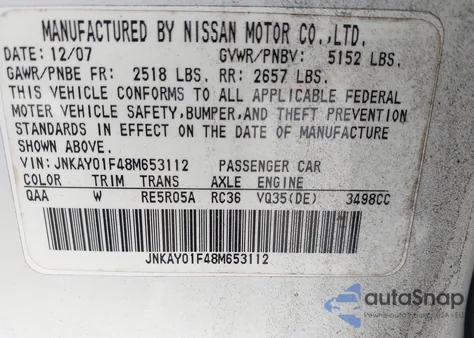 MANUFACTURED BY NISSAN MOTOR CO.,LTD.
DATE: 12/07 GVWR/PNBV: 5152 LBS.
GAWR/PNBE FR: 2518 LBS. RR: 2657 LBS.
THIS VEHICLE CONFORMS TO ALL APPLICABLE FEDERAL
MOTER VEHICLE SAFETY,BUMPER,AND THEFT PREVENTION
STANDARDS IN EFFECT ON THE DATE OF MANUFACTURE
SHOWN ABOVE.
VIN: JNKAY01F48M653112 PASSENGER CAR
COLOR TRIM TRANS AXLE ENGINE
QAA W RE5R05A RC36 VQ35(DE) 3498CC
JNKAY01F48M653112
autoSnap